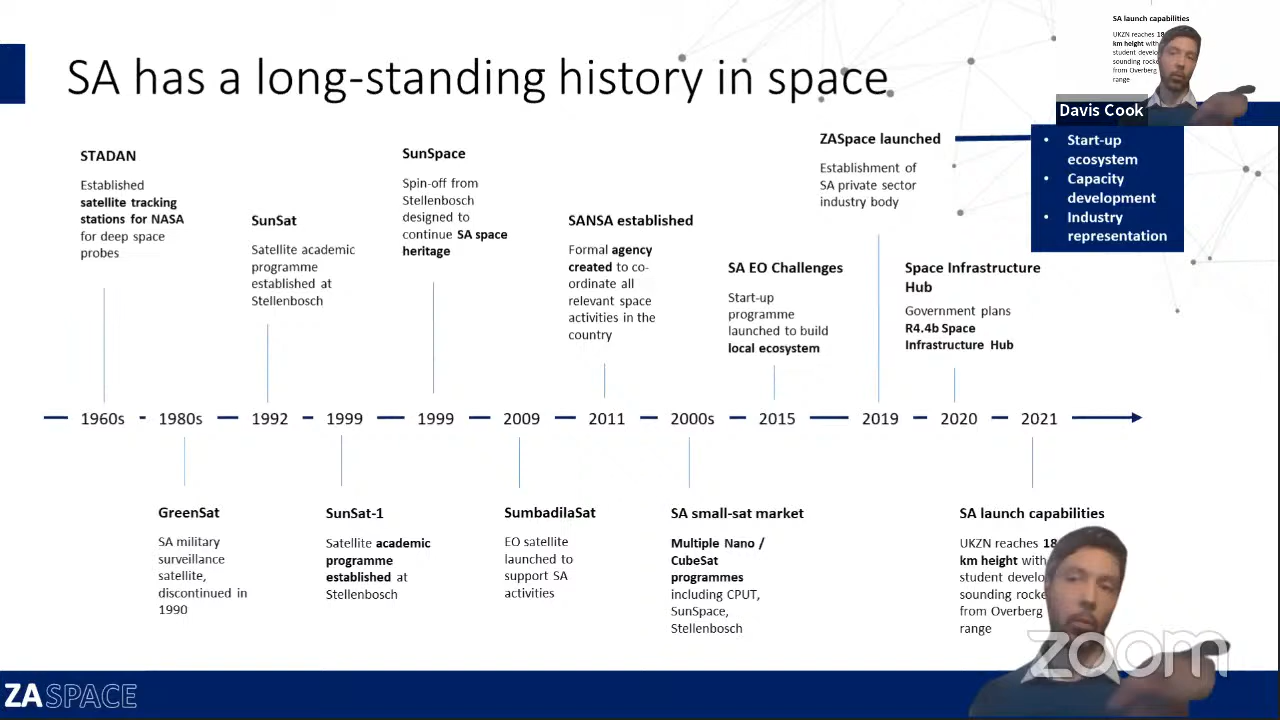 SA has a long-standing history in space
SA launch capabilities
UKZN reaches 18
km height with
student develo
sounding rocke
from Overberg
range
Davis Cook
STADAN
Established
satellite tracking
stations for NASA
for deep space
probes
SunSat
Satellite academic
programme
established at
Stellenbosch
SunSpace
Spin-off from
Stellenbosch
designed to
continue SA space
heritage
SANSA established
Formal agency
created to co-
ordinate all
relevant space
activities in the
country
SA EO Challenges
Start-up
programme
launched to build
local ecosystem
ZASpace launched
Establishment of
SA private sector
industry body
• Start-up
ecosystem
• Capacity
development
• Industry
representation
Space Infrastructure
Hub
Government plans
R4.4b Space
Infrastructure Hub
1960s - 1980s 1992 1999 1999 2009 2011 2000s 2015 2019 2020 2021
GreenSat
SA military
surveillance
satellite,
discontinued in
1990
SunSat-1
Satellite academic
programme
established at
Stellenbosch
SumbadilaSat
EO satellite
launched to
support SA
activities
SA small-sat market
Multiple Nano /
CubeSat
programmes
including CPUT,
SunSpace,
Stellenbosch
SA launch capabilities
UKZN reaches 18
km height with
student develo
sounding rocke
from Overberg
range
zoom
ZASPACE